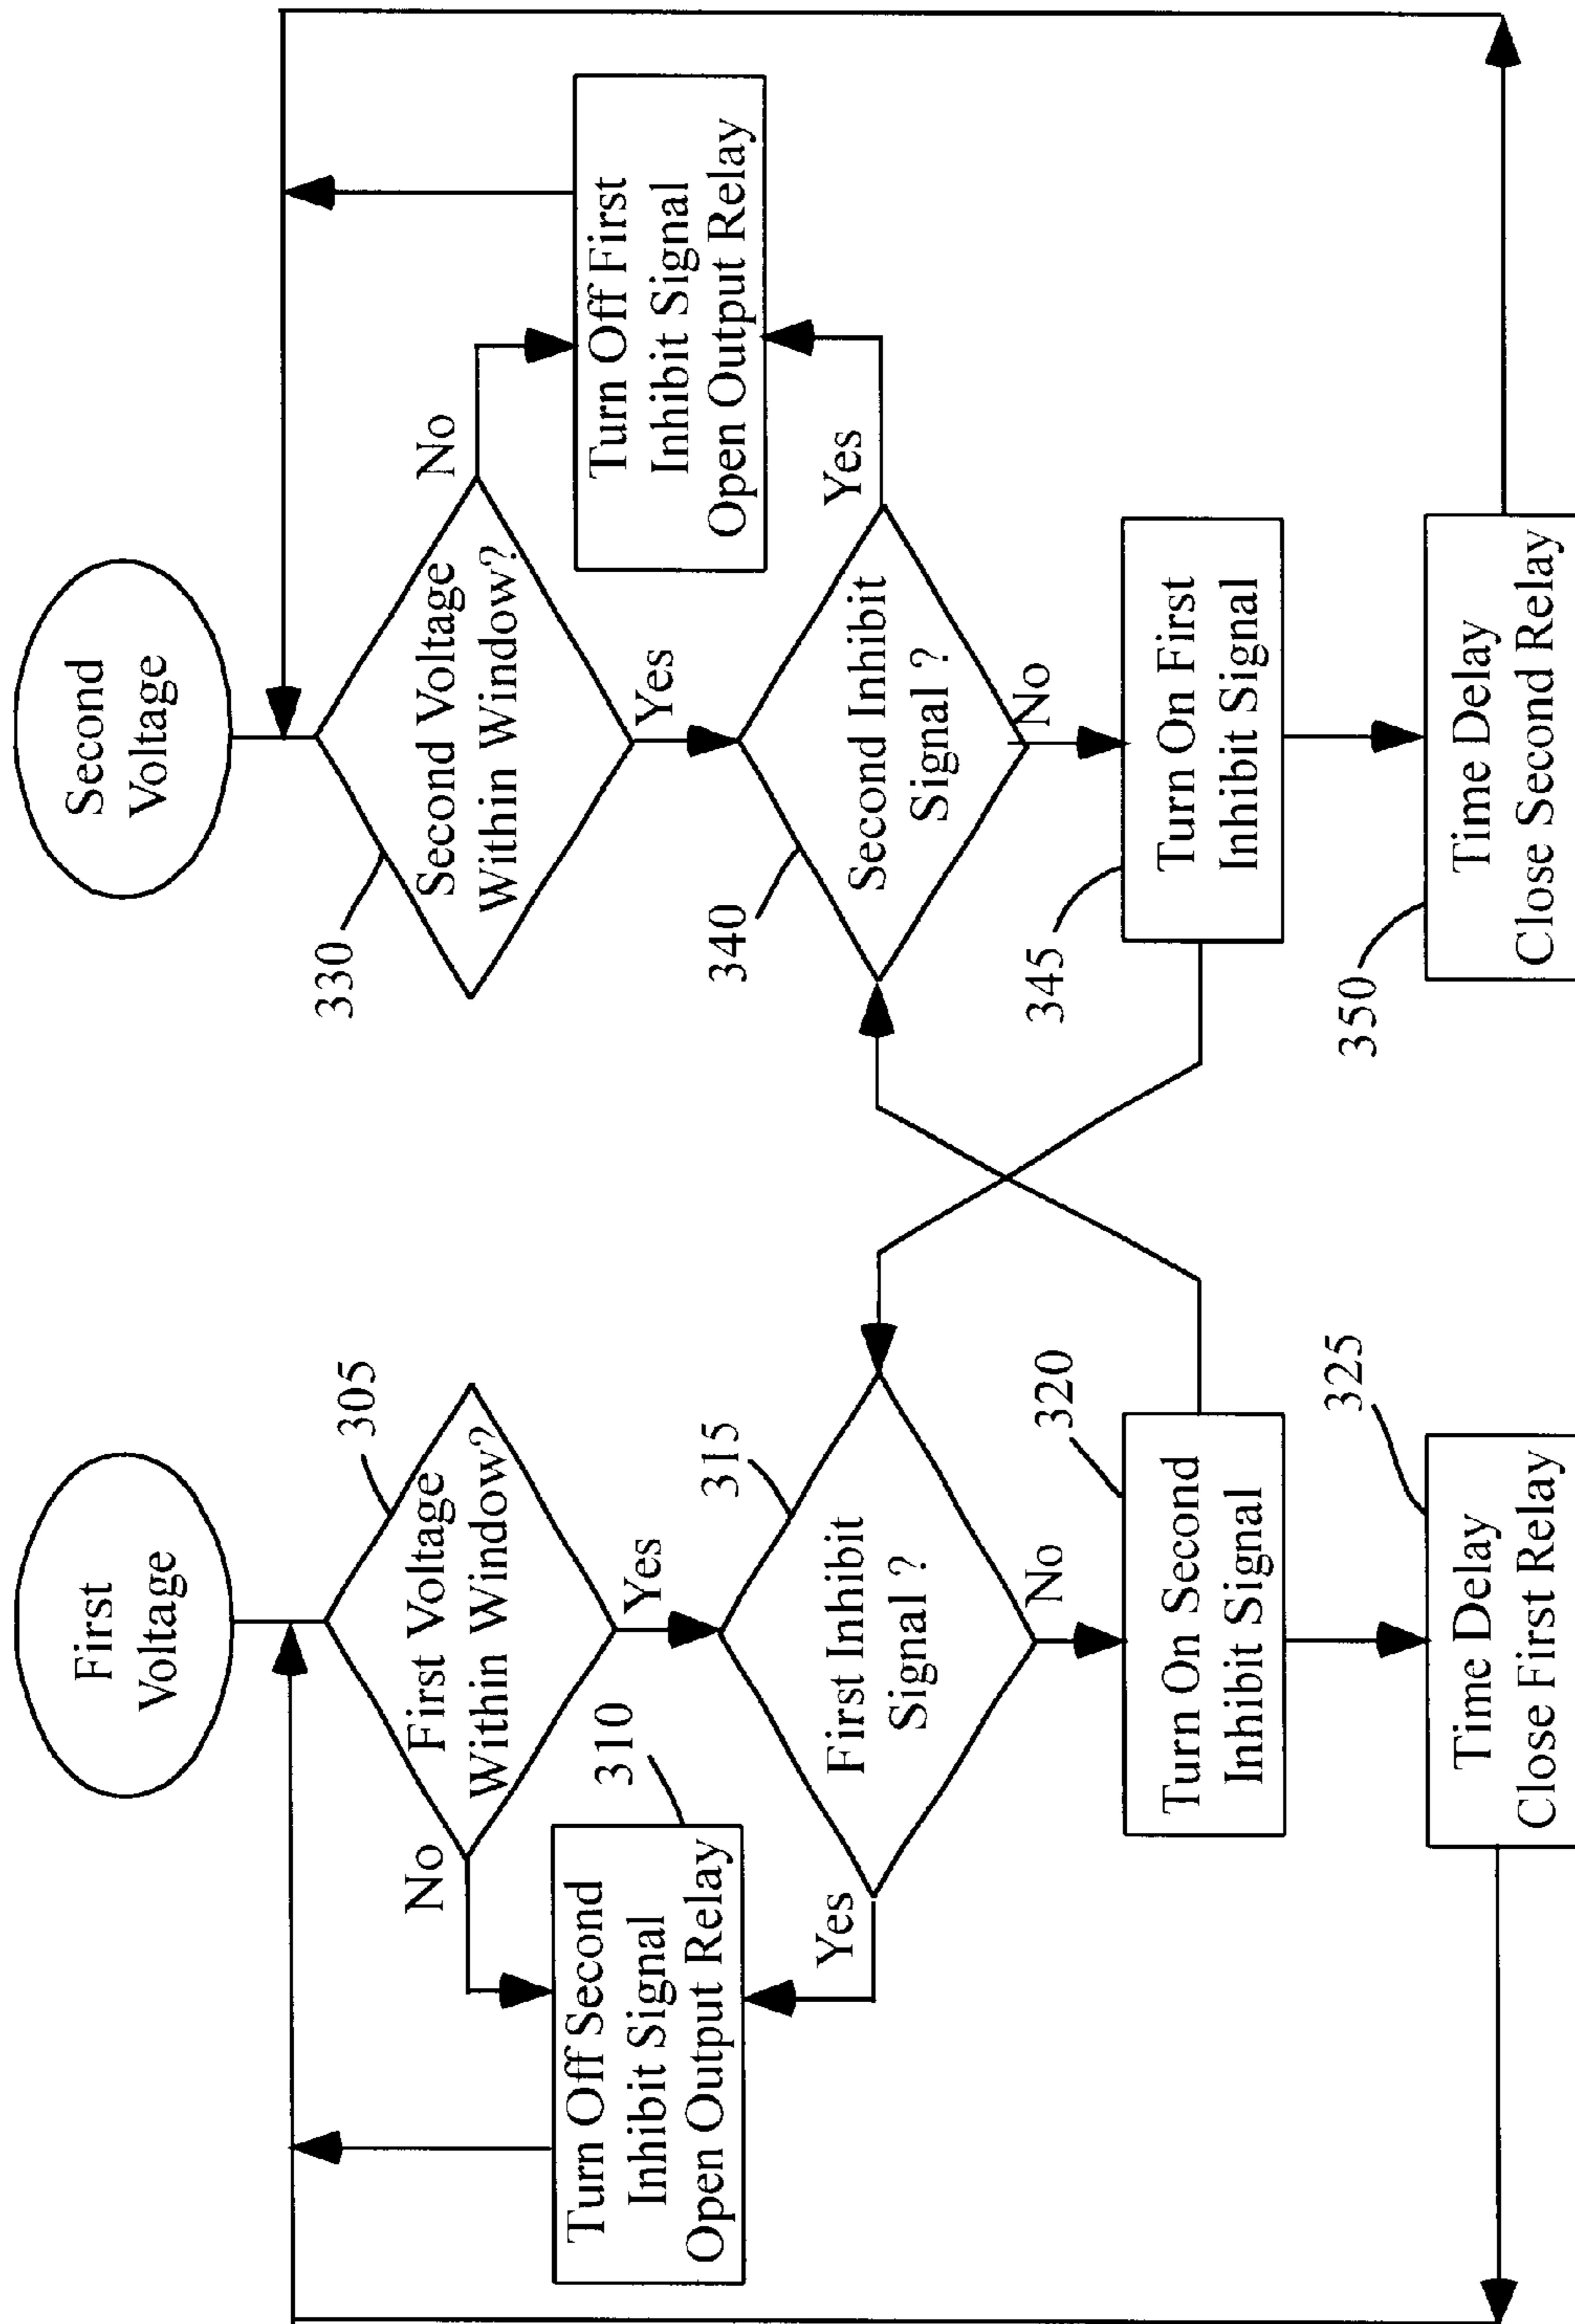 First
Voltage
305
First Voltage
Within Window?
No
Yes
310
Turn Off Second
Inhibit Signal
Open Output Relay
315
First Inhibit
Signal ?
Yes
No
320
Turn On Second
Inhibit Signal
325
Time Delay
Close First Relay
Second
Voltage
330
Second Voltage
Within Window?
No
Yes
Turn Off First
Inhibit Signal
Open Output Relay
340
Second Inhibit
Signal ?
Yes
No
345
Turn On First
Inhibit Signal
350
Time Delay
Close Second Relay